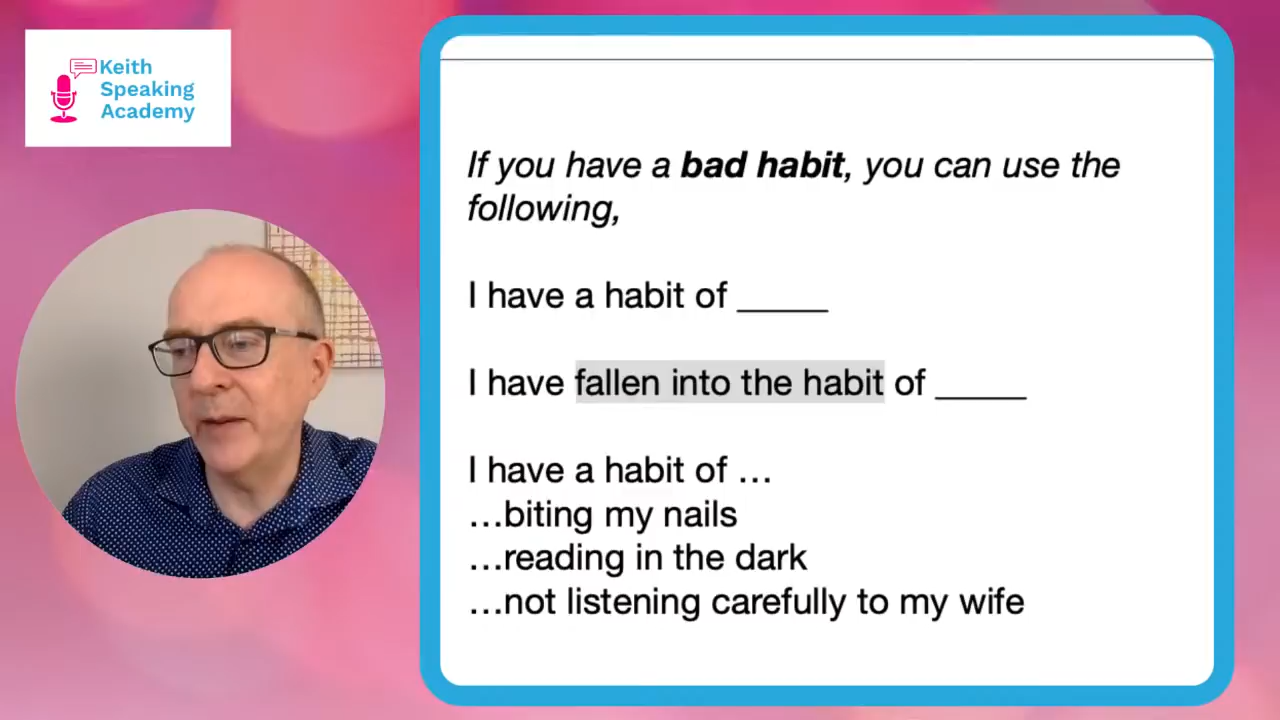 Keith
Speaking
Academy
If you have a bad habit, you can use the
following,
I have a habit of _____
I have fallen into the habit of _____
I have a habit of …
…biting my nails
…reading in the dark
…not listening carefully to my wife